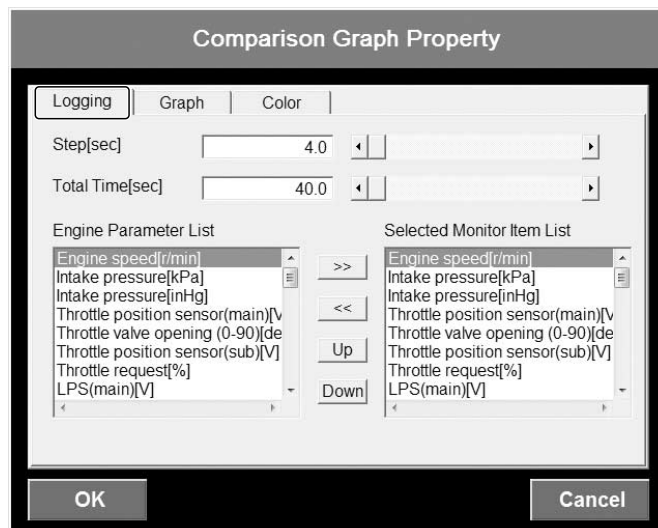 Comparison Graph Property
Logging Graph Color
Step[sec] 4.0
Total Time[sec] 40.0
Engine Parameter List Selected Monitor Item List
Engine speed[r/min]
Intake pressure[kPa]
Intake pressure[inHg]
Throttle position sensor(main)[V
Throttle valve opening (0-90)[de
Throttle position sensor(sub)[V]
Throttle request[%]
LPS(main)[V]
>>
<<
Up
Down
Engine speed[r/min]
Intake pressure[kPa]
Intake pressure[inHg]
Throttle position sensor(main)[V
Throttle valve opening (0-90)[de
Throttle position sensor(sub)[V]
Throttle request[%]
LPS(main)[V]
OK Cancel